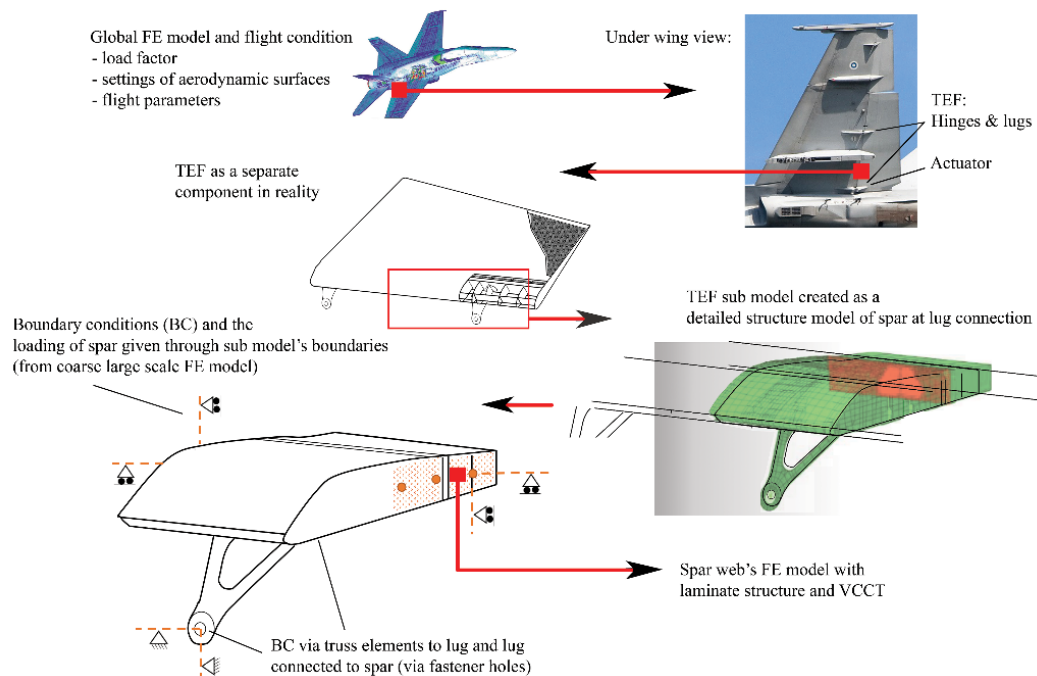 Global FE model and flight condition
- load factor
- settings of aerodynamic surfaces
- flight parameters
Under wing view:
TEF:
Hinges & lugs
Actuator
TEF as a separate
component in reality
TEF sub model created as a
detailed structure model of spar at lug connection
Boundary conditions (BC) and the
loading of spar given through sub model's boundaries
(from coarse large scale FE model)
Spar web's FE model with
laminate structure and VCCT
BC via truss elements to lug and lug
connected to spar (via fastener holes)